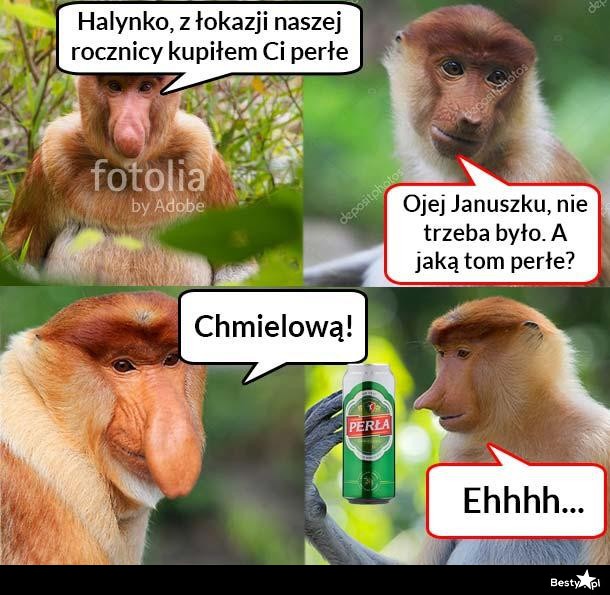 Halynko, z łokazji naszej
rocznicy kupiłem Ci perłe
fotolia
by Adobe
depositphotos
Ojej Januszku, nie
trzeba było. A
jaką tom perłe?
Chmielową!
PERŁA
Ehhhh...
Besty.pl